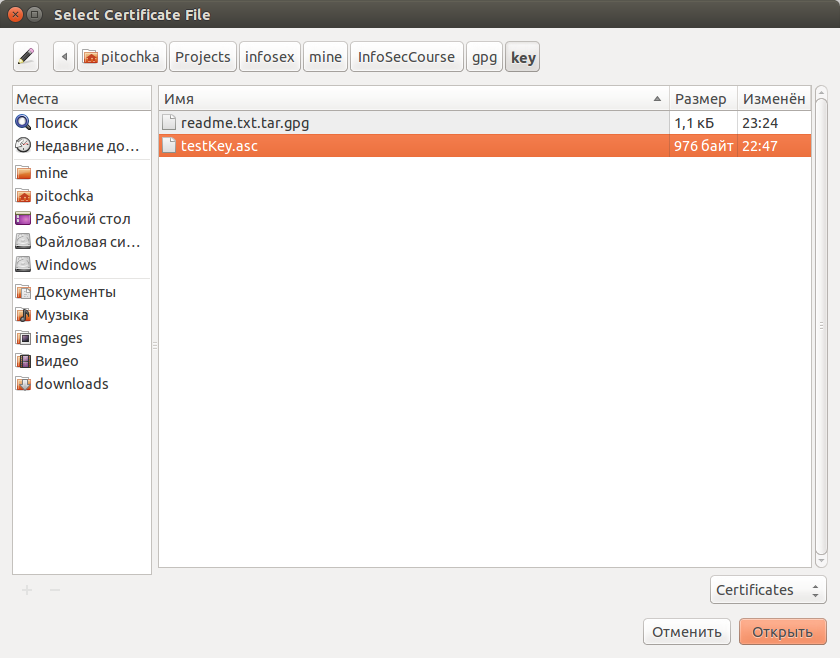 Select Certificate File
pitochka Projects infosex mine InfoSecCourse gpg key
Места
Поиск
Недавние до...
mine
pitochka
Рабочий стол
Файловая си...
Windows
Документы
Музыка
images
Видео
downloads
Имя Размер Изменён
readme.txt.tar.gpg 1,1 кБ 23:24
testKey.asc 976 байт 22:47
Certificates
Отменить Открыть